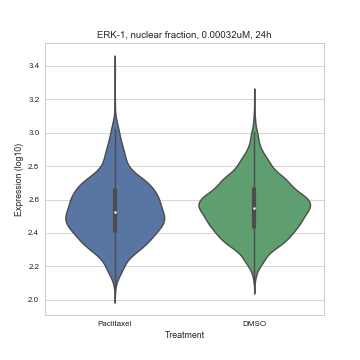 ERK-1, nuclear fraction, 0.00032uM, 24h
Expression (log10)
3.4
3.2
3.0
2.8
2.6
2.4
2.2
2.0
Paclitaxel DMSO
Treatment